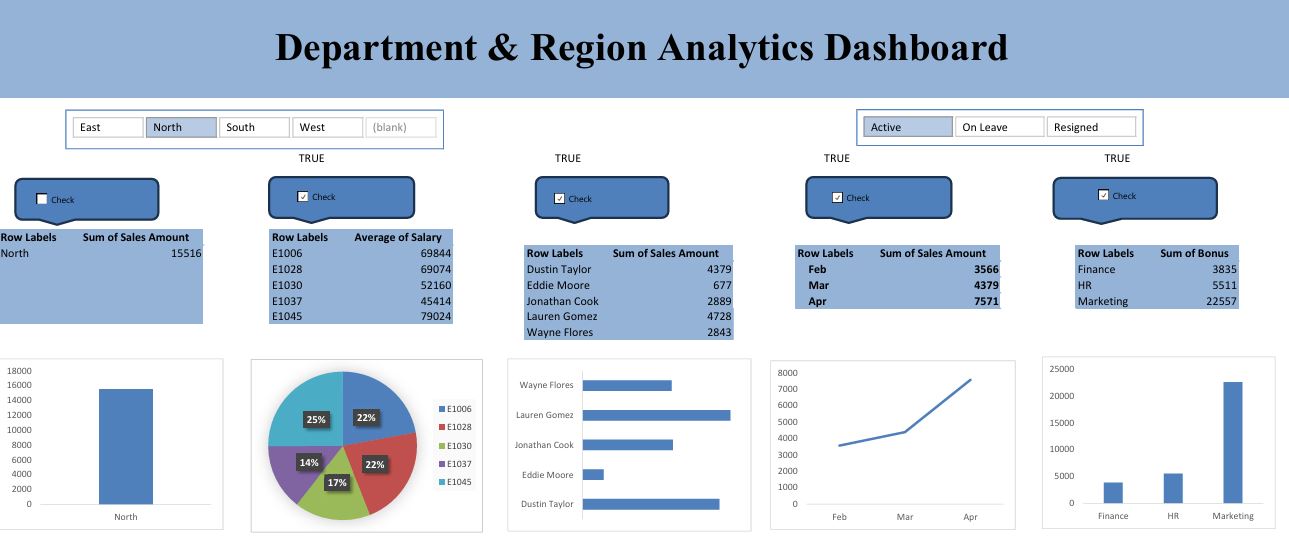 Department & Region Analytics Dashboard
East North South West (blank)
Active On Leave Resigned
TRUE TRUE TRUE TRUE
Check Check Check Check Check
Row Labels Sum of Sales Amount
North 15516
Row Labels Average of Salary
E1006 69844
E1028 69074
E1030 52160
E1037 45414
E1045 79024
Row Labels Sum of Sales Amount
Dustin Taylor 4379
Eddie Moore 677
Jonathan Cook 2889
Lauren Gomez 4728
Wayne Flores 2843
Row Labels Sum of Sales Amount
Feb 3566
Mar 4379
Apr 7571
Row Labels Sum of Bonus
Finance 3835
HR 5511
Marketing 22557
18000
16000
14000
12000
10000
8000
6000
4000
2000
0
North
25% 22%
14% 22%
17%
E1006
E1028
E1030
E1037
E1045
Wayne Flores
Lauren Gomez
Jonathan Cook
Eddie Moore
Dustin Taylor
8000
7000
6000
5000
4000
3000
2000
1000
0
Feb Mar Apr
25000
20000
15000
10000
5000
0
Finance HR Marketing